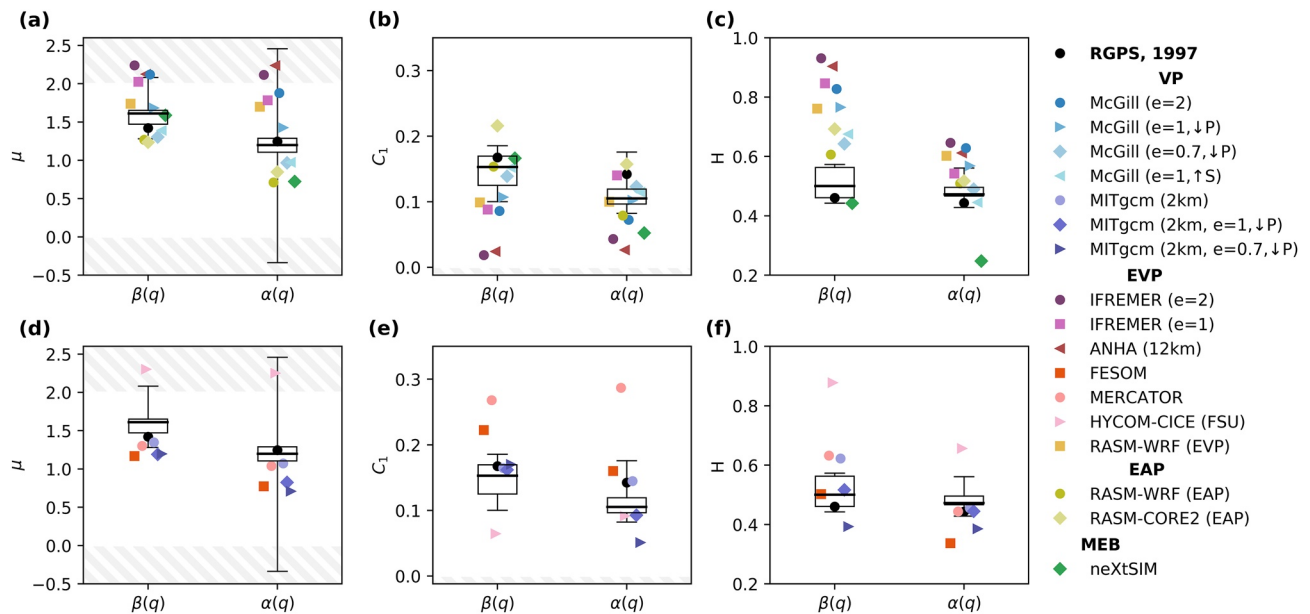 (a)
2.5
2.0
1.5
1.0
0.5
0.0
−0.5
μ
β(q)
α(q)
(b)
0.3
0.2
0.1
0.0
C₁
β(q)
α(q)
(c)
1.0
0.8
0.6
0.4
0.2
H
β(q)
α(q)
(d)
2.5
2.0
1.5
1.0
0.5
0.0
−0.5
μ
β(q)
α(q)
(e)
0.3
0.2
0.1
0.0
C₁
β(q)
α(q)
(f)
1.0
0.8
0.6
0.4
0.2
H
β(q)
α(q)
RGPS, 1997
VP
McGill (e=2)
McGill (e=1,↓P)
McGill (e=0.7,↓P)
McGill (e=1,↑S)
MITgcm (2km)
MITgcm (2km, e=1,↓P)
MITgcm (2km, e=0.7,↓P)
EVP
IFREMER (e=2)
IFREMER (e=1)
ANHA (12km)
FESOM
MERCATOR
HYCOM-CICE (FSU)
RASM-WRF (EVP)
EAP
RASM-WRF (EAP)
RASM-CORE2 (EAP)
MEB
neXtSIM